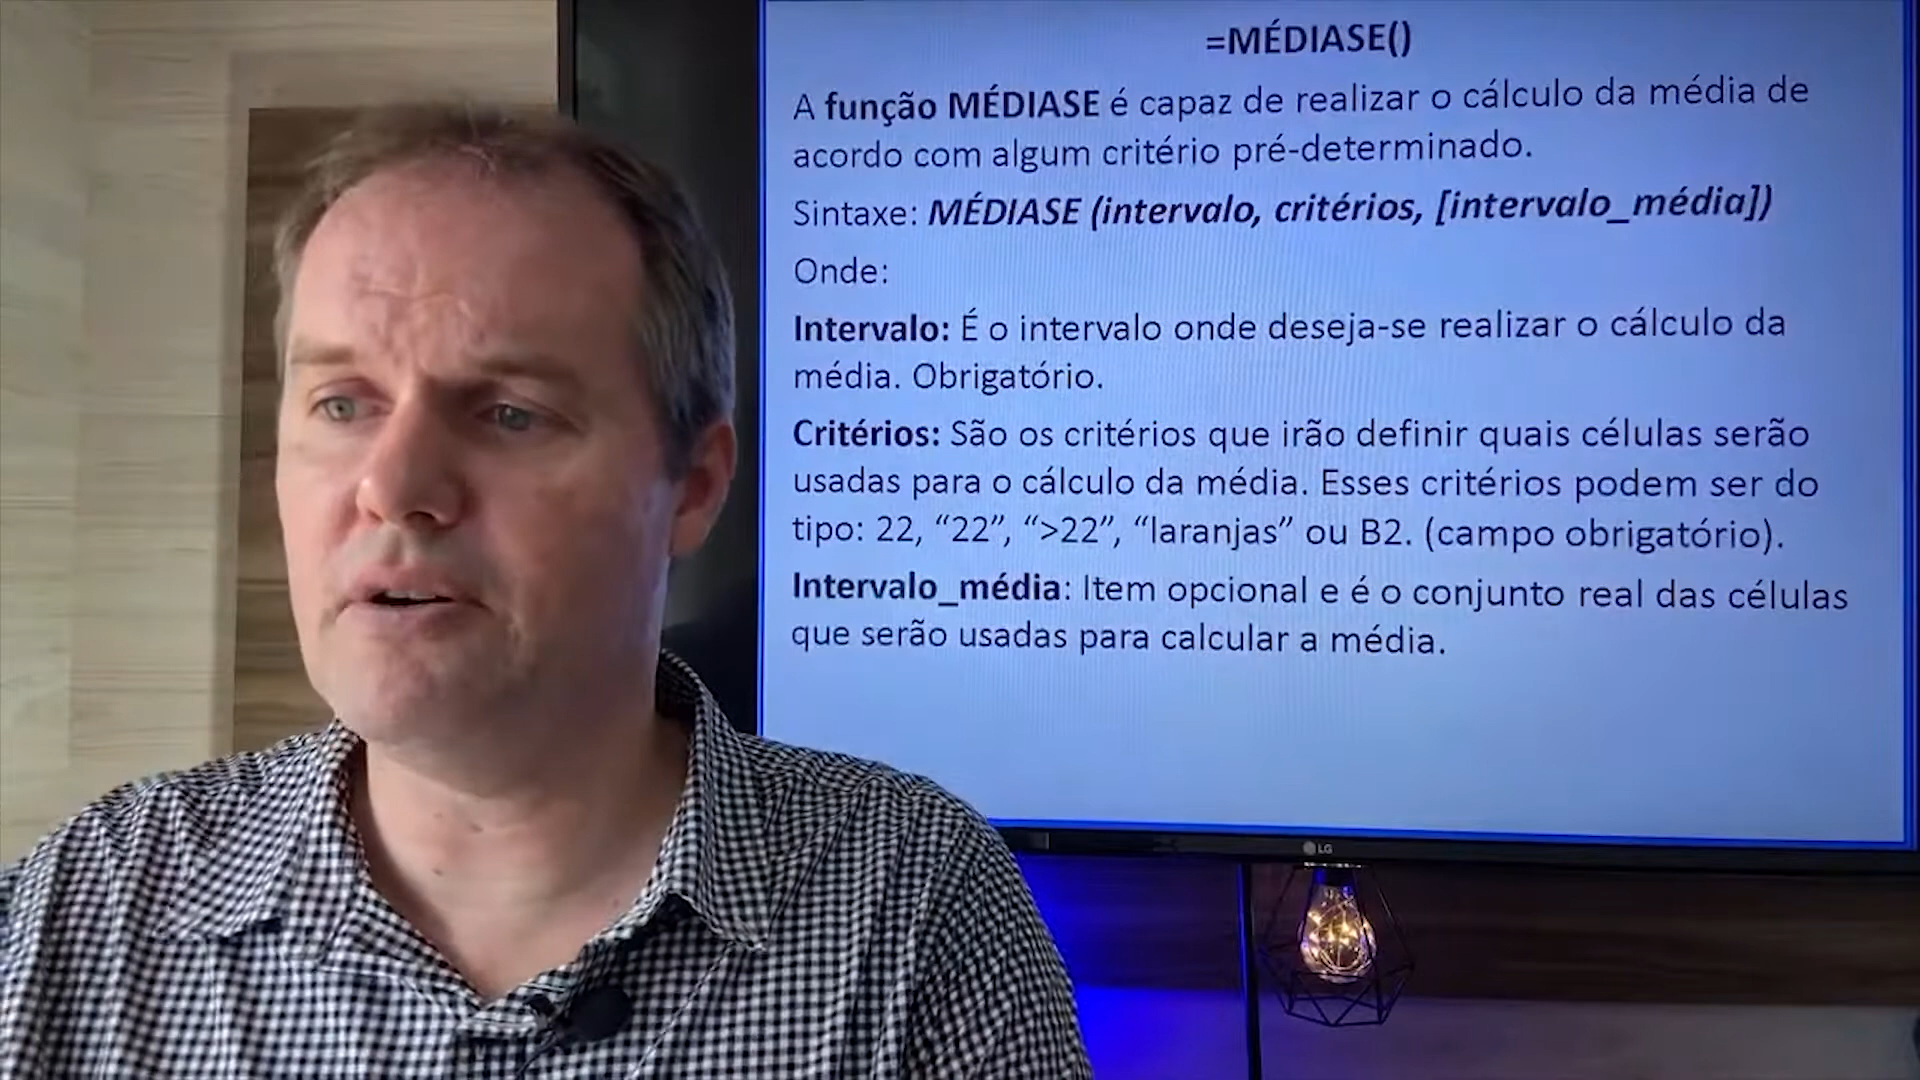 =MÉDIASE()
A função MÉDIASE é capaz de realizar o cálculo da média de
acordo com algum critério pré-determinado.
Sintaxe: MÉDIASE (intervalo, critérios, [intervalo_média])
Onde:
Intervalo: É o intervalo onde deseja-se realizar o cálculo da
média. Obrigatório.
Critérios: São os critérios que irão definir quais células serão
usadas para o cálculo da média. Esses critérios podem ser do
tipo: 22, “22”, “>22”, “laranjas” ou B2. (campo obrigatório).
Intervalo_média: Item opcional e é o conjunto real das células
que serão usadas para calcular a média.
LG